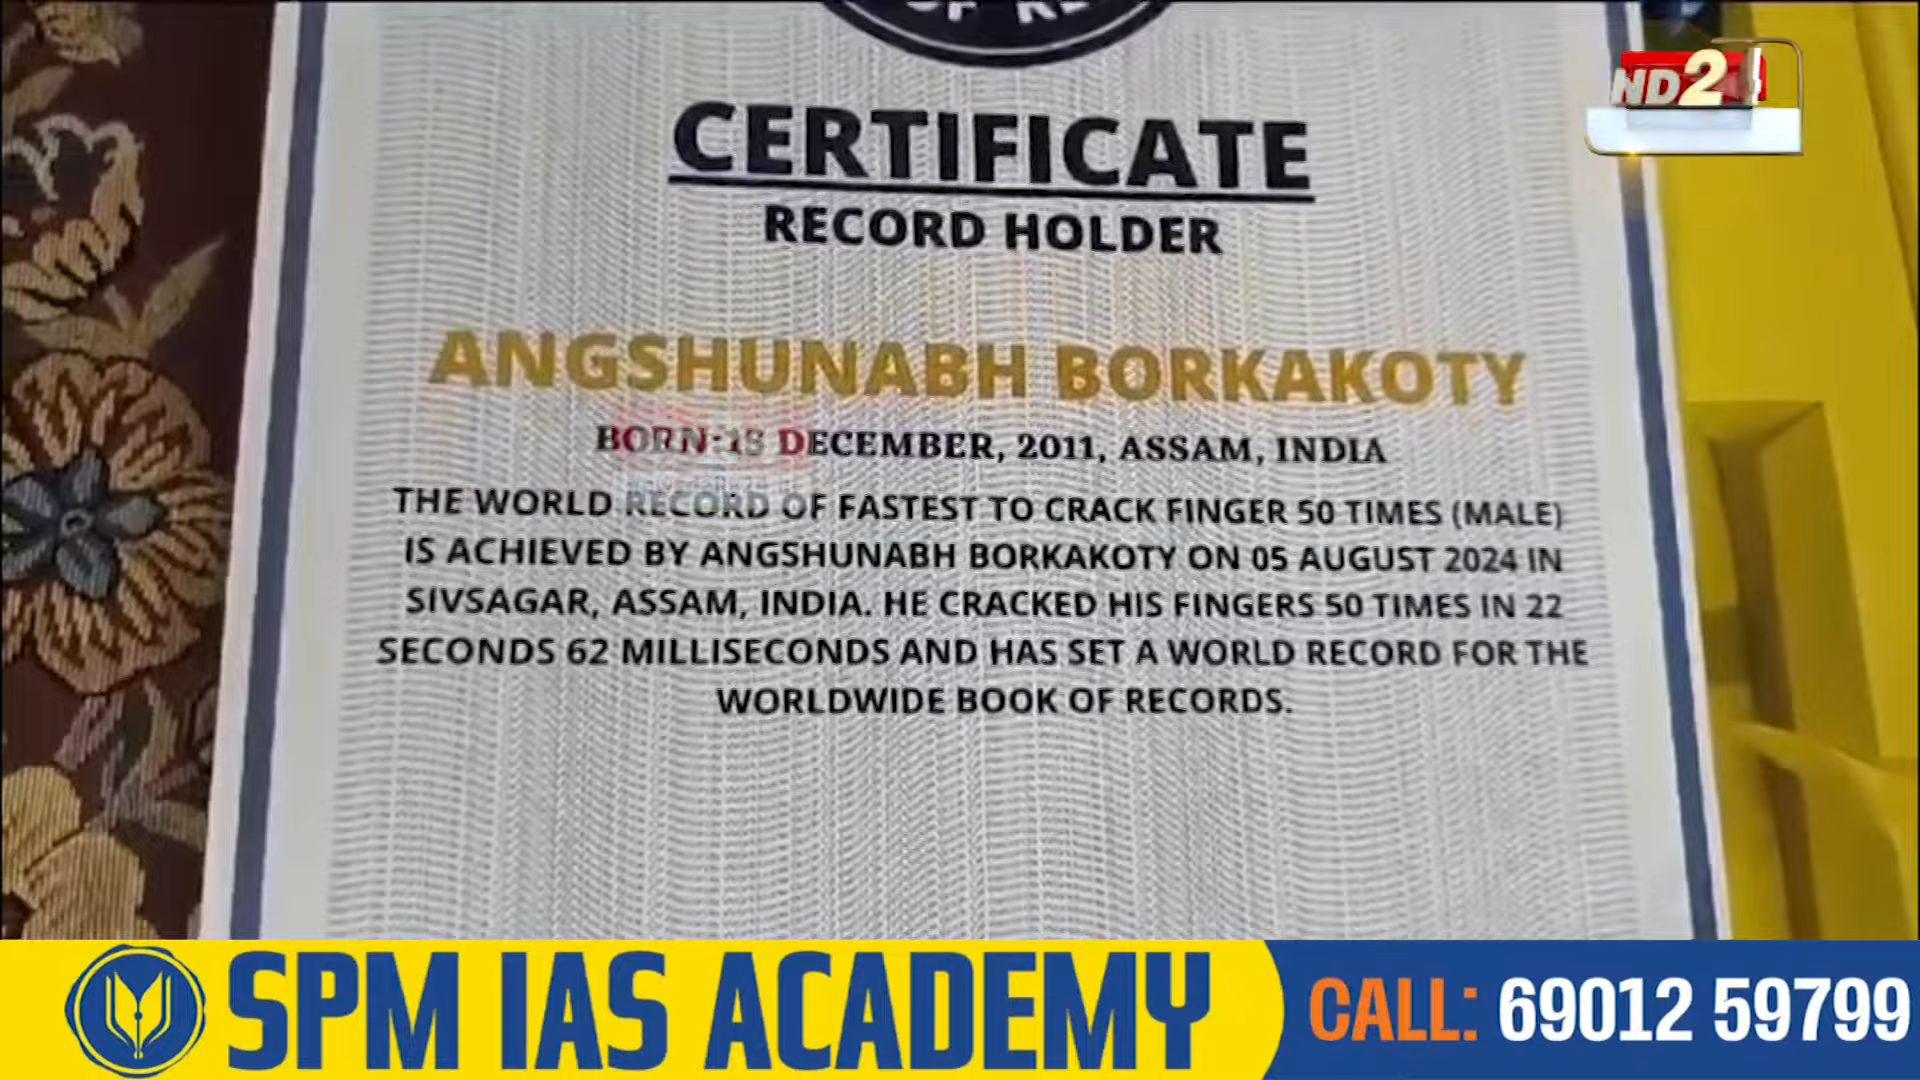 OF RE
ND24
CERTIFICATE
RECORD HOLDER
ANGSHUNABH BORKAKOTY
BORN: DECEMBER, 2011, ASSAM, INDIA
THE WORLD RECORD OF FASTEST TO CRACK FINGER 50 TIMES (MALE)
IS ACHIEVED BY ANGSHUNABH BORKAKOTY ON 05 AUGUST 2024 IN
SIVSAGAR, ASSAM, INDIA. HE CRACKED HIS FINGERS 50 TIMES IN 22
SECONDS 62 MILLISECONDS AND HAS SET A WORLD RECORD FOR THE
WORLDWIDE BOOK OF RECORDS.
SPM IAS ACADEMY
CALL: 69012 59799